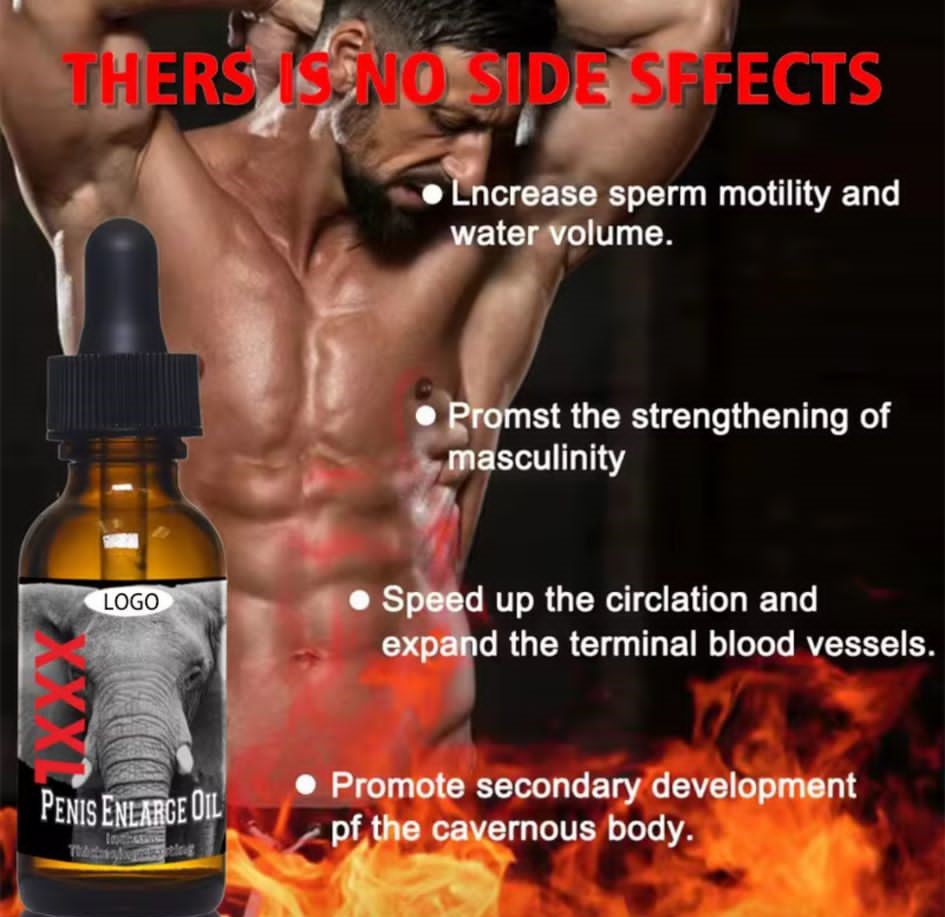 THERS IS NO SIDE SFFECTS
● Lncrease sperm motility and
water volume.
● Promst the strengthening of
masculinity
● Speed up the circlation and
expand the terminal blood vessels.
● Promote secondary development
pf the cavernous body.
LOGO
XXXL
PENIS ENLARGE OIL